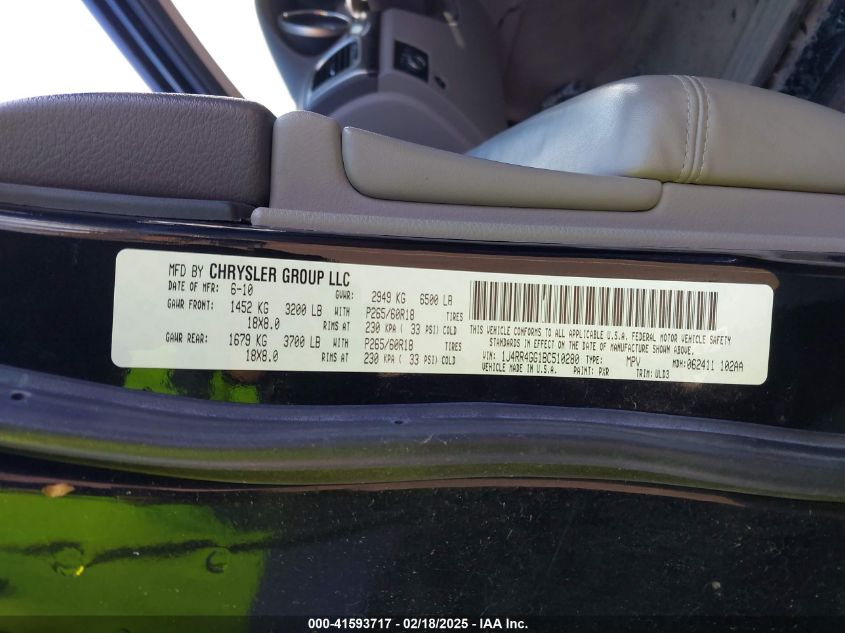 MFD BY CHRYSLER GROUP LLC
DATE OF MFR: 6-10 GVWR: 2949 KG 6500 LB
GAWR FRONT: 1452 KG 3200 LB WITH P265/60R18 TIRES
18X8.0 RIMS AT 230 KPA ( 33 PSI) COLD
GAWR REAR: 1679 KG 3700 LB WITH P265/60R18 TIRES
18X8.0 RIMS AT 230 KPA ( 33 PSI) COLD
THIS VEHICLE CONFORMS TO ALL APPLICABLE U.S.A. FEDERAL MOTOR VEHICLE SAFETY
STANDARDS IN EFFECT ON THE DATE OF MANUFACTURE SHOWN ABOVE.
VIN: 1J4RR4GG1BC510280 TYPE: MPV MDH: 062411 102AA
VEHICLE MADE IN U.S.A. PAINT: PXR TRIM: ULD3
000-41593717 - 02/18/2025 - IAA Inc.